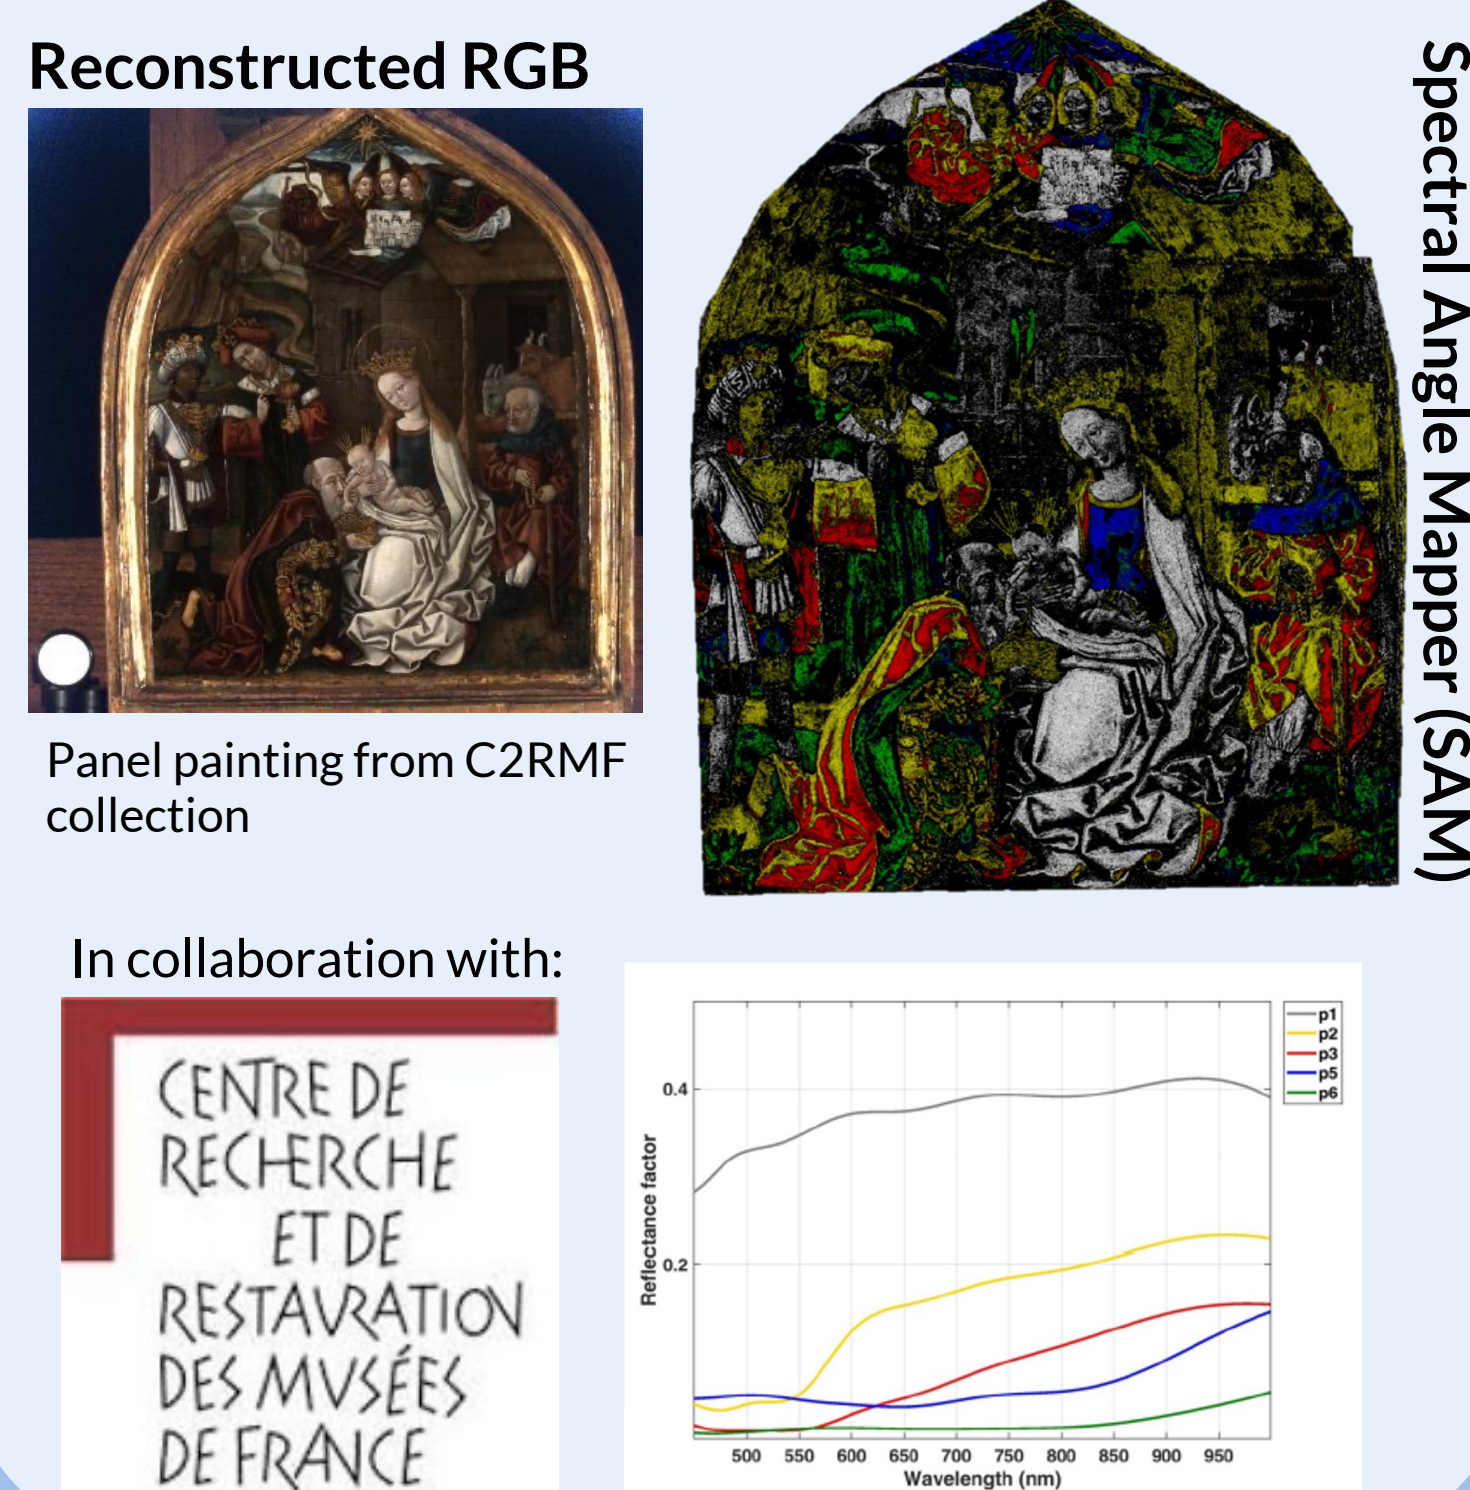 Reconstructed RGB
Spectral Angle Mapper (SAM)
Panel painting from C2RMF
collection
In collaboration with:
CENTRE DE
RECHERCHE
ET DE
RESTAVRATION
DES MVSÉES
DE FRANCE
p1
p2
p3
p5
p6
0.4
0.2
Reflectance factor
500 550 600 650 700 750 800 850 900 950
Wavelength (nm)